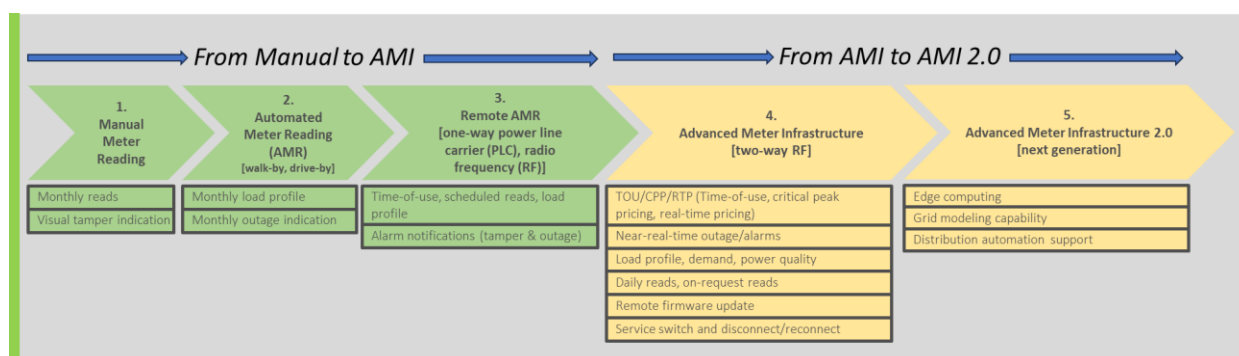 From Manual to AMI
From AMI to AMI 2.0
1.
Manual
Meter
Reading
2.
Automated
Meter Reading
(AMR)
[walk-by, drive-by]
3.
Remote AMR
[one-way power line
carrier (PLC), radio
frequency (RF)]
4.
Advanced Meter Infrastructure
[two-way RF]
5.
Advanced Meter Infrastructure 2.0
[next generation]
Monthly reads
Visual tamper indication
Monthly load profile
Monthly outage indication
Time-of-use, scheduled reads, load
profile
Alarm notifications (tamper & outage)
TOU/CPP/RTP (Time-of-use, critical peak
pricing, real-time pricing)
Near-real-time outage/alarms
Load profile, demand, power quality
Daily reads, on-request reads
Remote firmware update
Service switch and disconnect/reconnect
Edge computing
Grid modeling capability
Distribution automation support